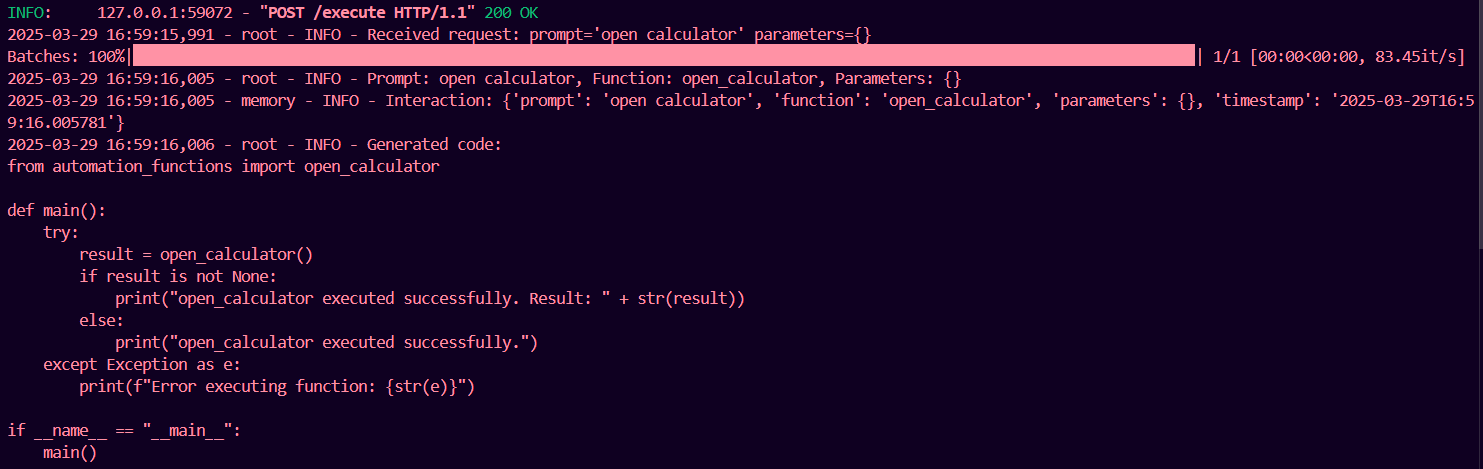 INFO:     127.0.0.1:59072 - "POST /execute HTTP/1.1" 200 OK
2025-03-29 16:59:15,991 - root - INFO - Received request: prompt='open calculator' parameters={}
Batches: 100%|| 1/1 [00:00<00:00, 83.45it/s]
2025-03-29 16:59:16,005 - root - INFO - Prompt: open calculator, Function: open_calculator, Parameters: {}
2025-03-29 16:59:16,005 - memory - INFO - Interaction: {'prompt': 'open calculator', 'function': 'open_calculator', 'parameters': {}, 'timestamp': '2025-03-29T16:5
9:16.005781'}
2025-03-29 16:59:16,006 - root - INFO - Generated code:
from automation_functions import open_calculator

def main():
    try:
        result = open_calculator()
        if result is not None:
            print("open_calculator executed successfully. Result: " + str(result))
        else:
            print("open_calculator executed successfully.")
    except Exception as e:
        print(f"Error executing function: {str(e)}")

if __name__ == "__main__":
    main()